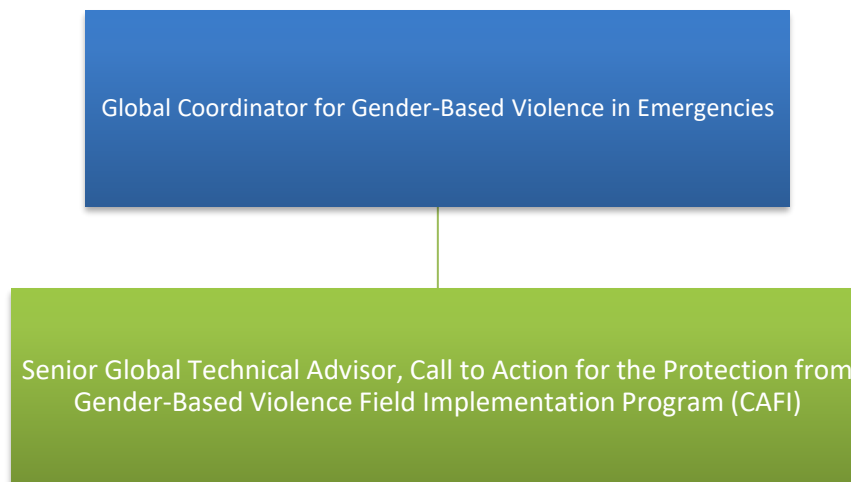 Global Coordinator for Gender-Based Violence in Emergencies
Senior Global Technical Advisor, Call to Action for the Protection from
Gender-Based Violence Field Implementation Program (CAFI)